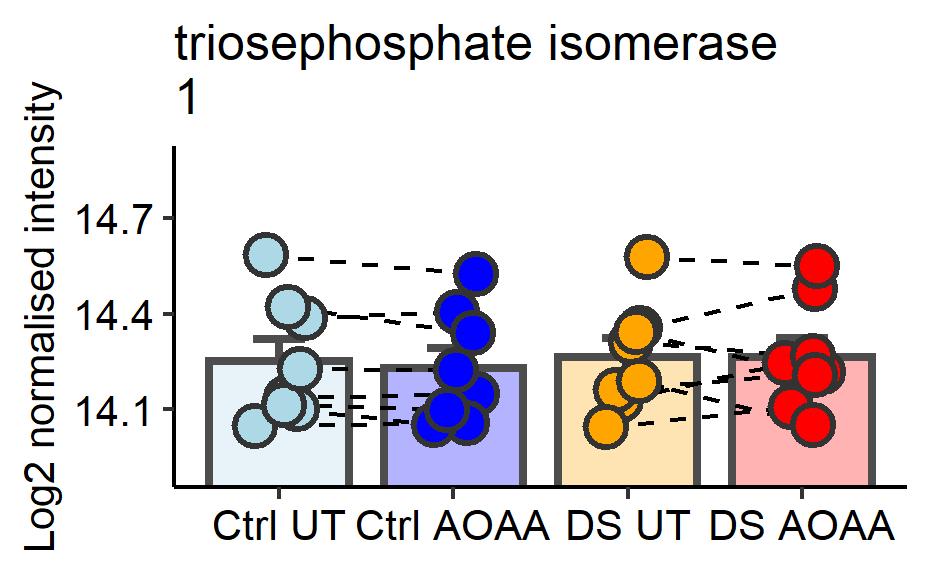 triosephosphate isomerase
1
Log2 normalised intensity
14.7
14.4
14.1
Ctrl UT Ctrl AOAA DS UT DS AOAA